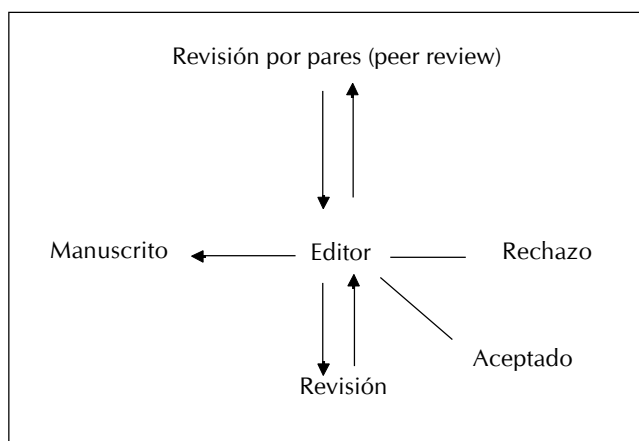 Revisión por pares (peer review)
Manuscrito
Editor
Rechazo
Aceptado
Revisión